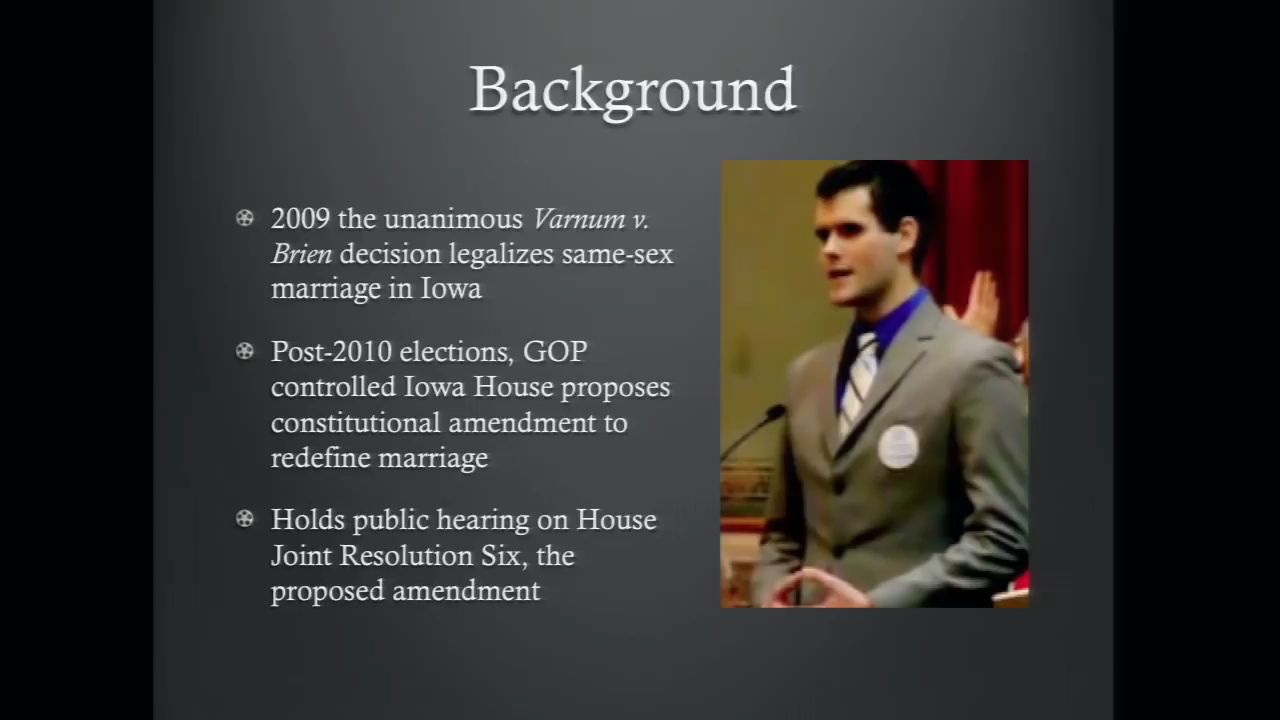 Background
2009 the unanimous Varnum v.
Brien decision legalizes same-sex
marriage in Iowa
Post-2010 elections, GOP
controlled Iowa House proposes
constitutional amendment to
redefine marriage
Holds public hearing on House
Joint Resolution Six, the
proposed amendment